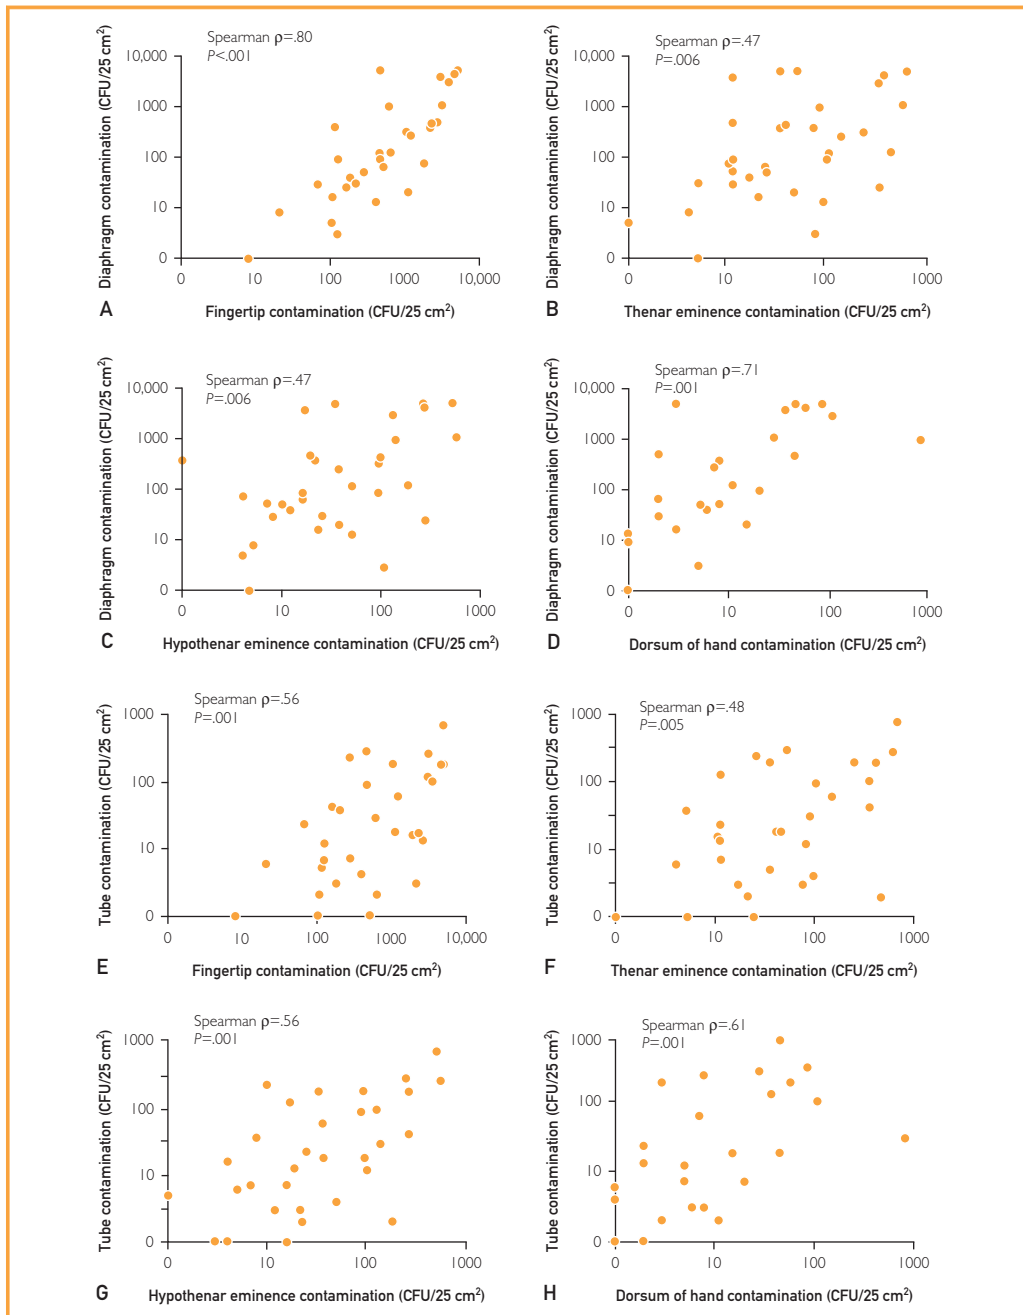 Spearman ρ=.80
P<.001
10,000
1000
100
10
0
0 10 100 1000 10,000
Diaphragm contamination (CFU/25 cm²)
A Fingertip contamination (CFU/25 cm²)
Spearman ρ=.47
P=.006
10,000
1000
100
10
0
0 10 100 1000
Diaphragm contamination (CFU/25 cm²)
B Thenar eminence contamination (CFU/25 cm²)
Spearman ρ=.47
P=.006
10,000
1000
100
10
0
0 10 100 1000
Diaphragm contamination (CFU/25 cm²)
C Hypothenar eminence contamination (CFU/25 cm²)
Spearman ρ=.71
P=.001
10,000
1000
100
10
0
0 10 100 1000
Diaphragm contamination (CFU/25 cm²)
D Dorsum of hand contamination (CFU/25 cm²)
Spearman ρ=.56
P=.001
1000
100
10
0
0 10 100 1000 10,000
Tube contamination (CFU/25 cm²)
E Fingertip contamination (CFU/25 cm²)
Spearman ρ=.48
P=.005
1000
100
10
0
0 10 100 1000
Tube contamination (CFU/25 cm²)
F Thenar eminence contamination (CFU/25 cm²)
Spearman ρ=.56
P=.001
1000
100
10
0
0 10 100 1000
Tube contamination (CFU/25 cm²)
G Hypothenar eminence contamination (CFU/25 cm²)
Spearman ρ=.61
P=.001
1000
100
10
0
0 10 100 1000
Tube contamination (CFU/25 cm²)
H Dorsum of hand contamination (CFU/25 cm²)